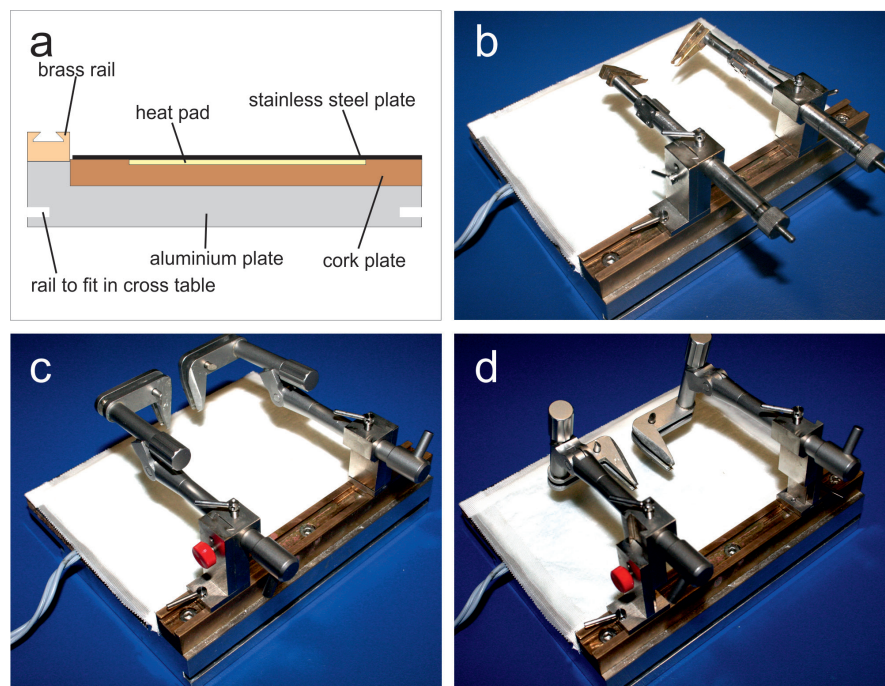 a
brass rail
heat pad
stainless steel plate
aluminium plate
cork plate
rail to fit in cross table
b
c
d